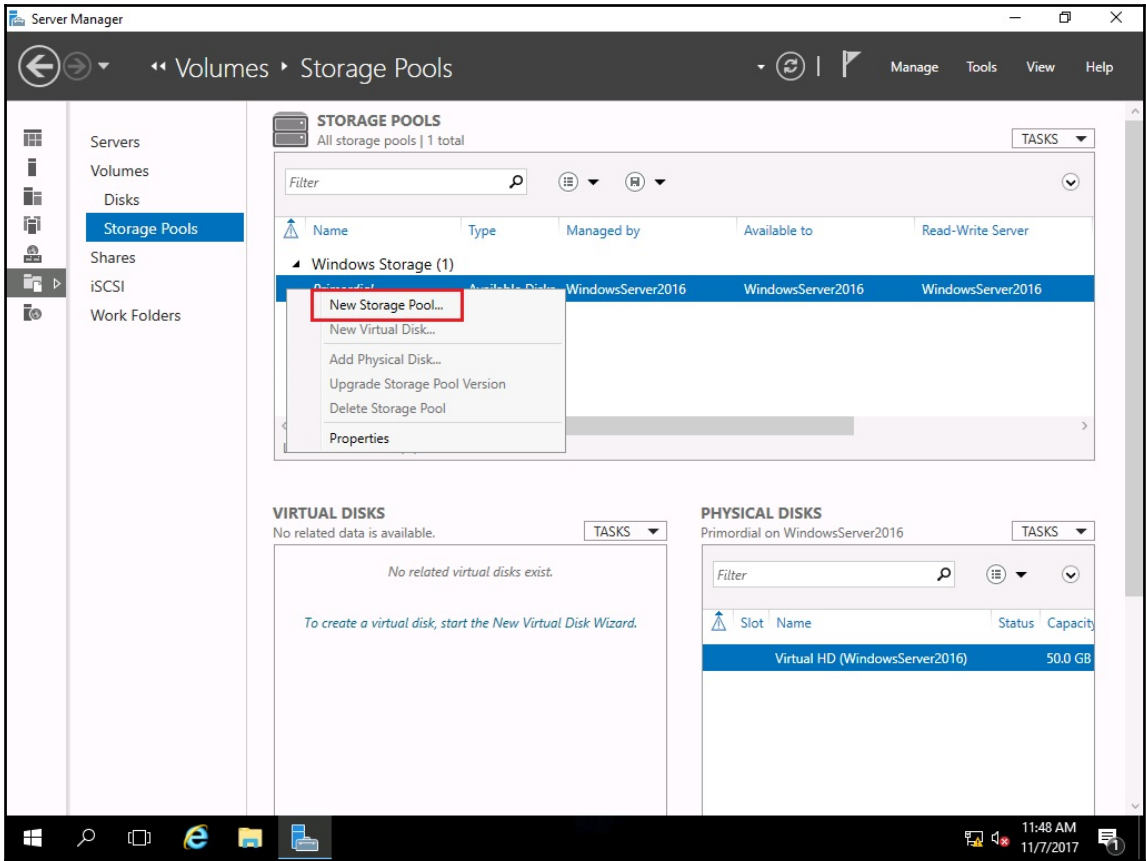 Server Manager
Volumes Storage Pools
Manage Tools View Help
Servers
Volumes
Disks
Storage Pools
Shares
iSCSI
Work Folders
STORAGE POOLS
All storage pools | 1 total
TASKS
Filter
Name Type Managed by Available to Read-Write Server
Windows Storage (1)
Primordial Available Disks WindowsServer2016 WindowsServer2016 WindowsServer2016
New Storage Pool...
New Virtual Disk...
Add Physical Disk...
Upgrade Storage Pool Version
Delete Storage Pool
Properties
VIRTUAL DISKS
No related data is available.
TASKS
No related virtual disks exist.
To create a virtual disk, start the New Virtual Disk Wizard.
PHYSICAL DISKS
Primordial on WindowsServer2016
TASKS
Filter
Slot Name Status Capacity
Virtual HD (WindowsServer2016) 50.0 GB
11:48 AM
11/7/2017
1